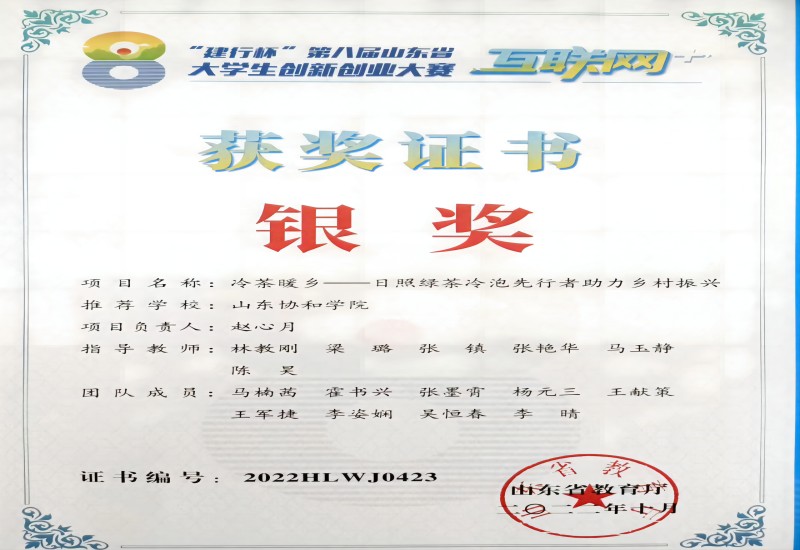 "建行杯"第八届山东省
大学生创新创业大赛
互联网+
获奖证书
银奖
项目名称：冷茶暖乡——日照绿茶冷泡先行者助力乡村振兴
推荐学校：山东协和学院
项目负责人：赵心月
指导教师：林教刚 梁璐 张镇 张艳华 马玉静
陈昊
团队成员：马楠茜 霍书兴 张墨霄 杨元三 王献策
王军捷 李姿娴 吴恒春 李晴
证书编号：2022HLWJ0423
山东省教育厅
二〇二二年十月